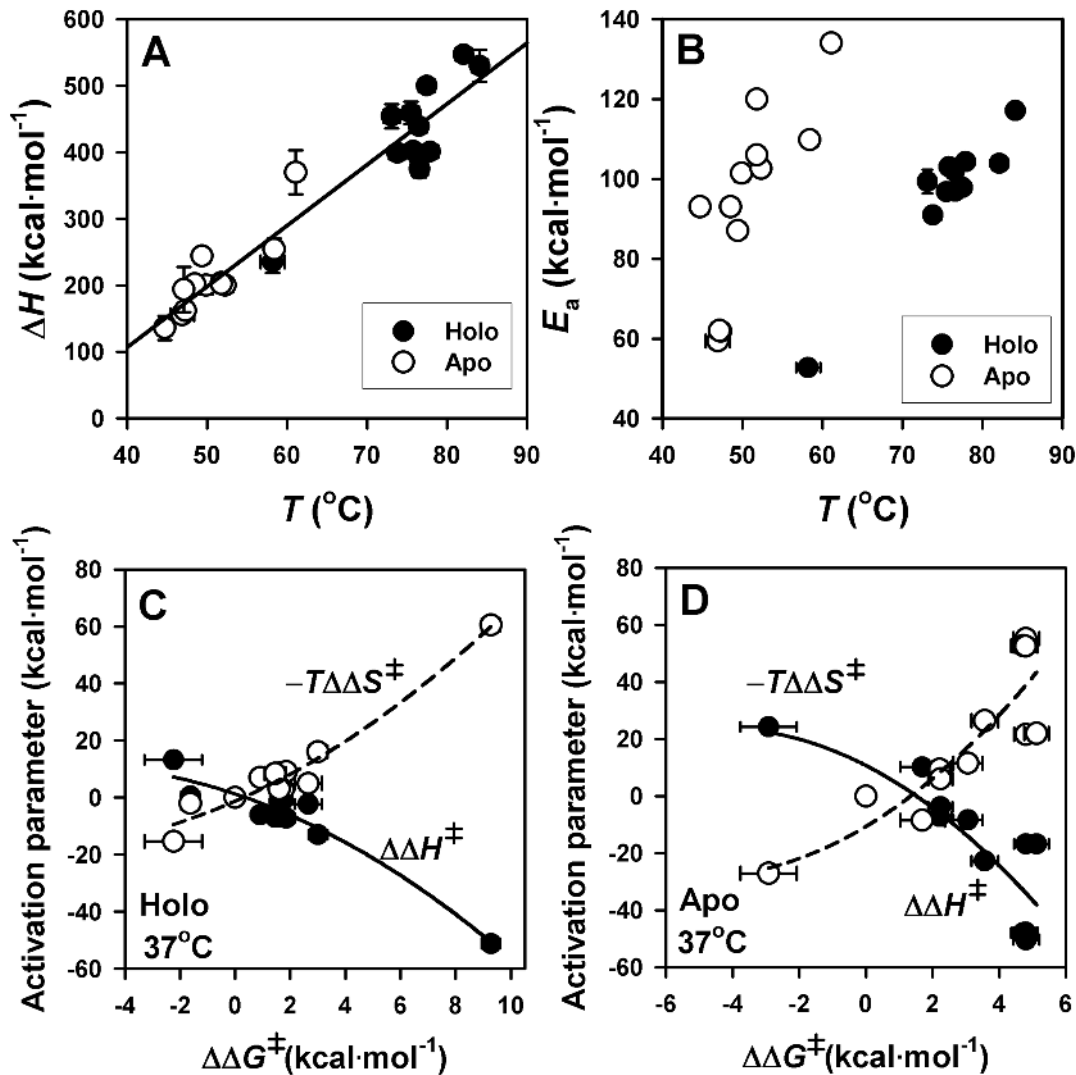 A
600
500
400
300
200
100
0
ΔH (kcal·mol⁻¹)
Holo
Apo
40 50 60 70 80 90
T (°C)
B
140
120
100
80
60
40
Eₐ (kcal·mol⁻¹)
Holo
Apo
40 50 60 70 80 90
T (°C)
C
80
60
40
20
0
-20
-40
-60
Activation parameter (kcal·mol⁻¹)
−TΔΔS‡
ΔΔH‡
Holo
37°C
-4 -2 0 2 4 6 8 10
ΔΔG‡(kcal·mol⁻¹)
D
80
60
40
20
0
-20
-40
-60
Activation parameter (kcal·mol⁻¹)
−TΔΔS‡
ΔΔH‡
Apo
37°C
-6 -4 -2 0 2 4 6
ΔΔG‡(kcal·mol⁻¹)